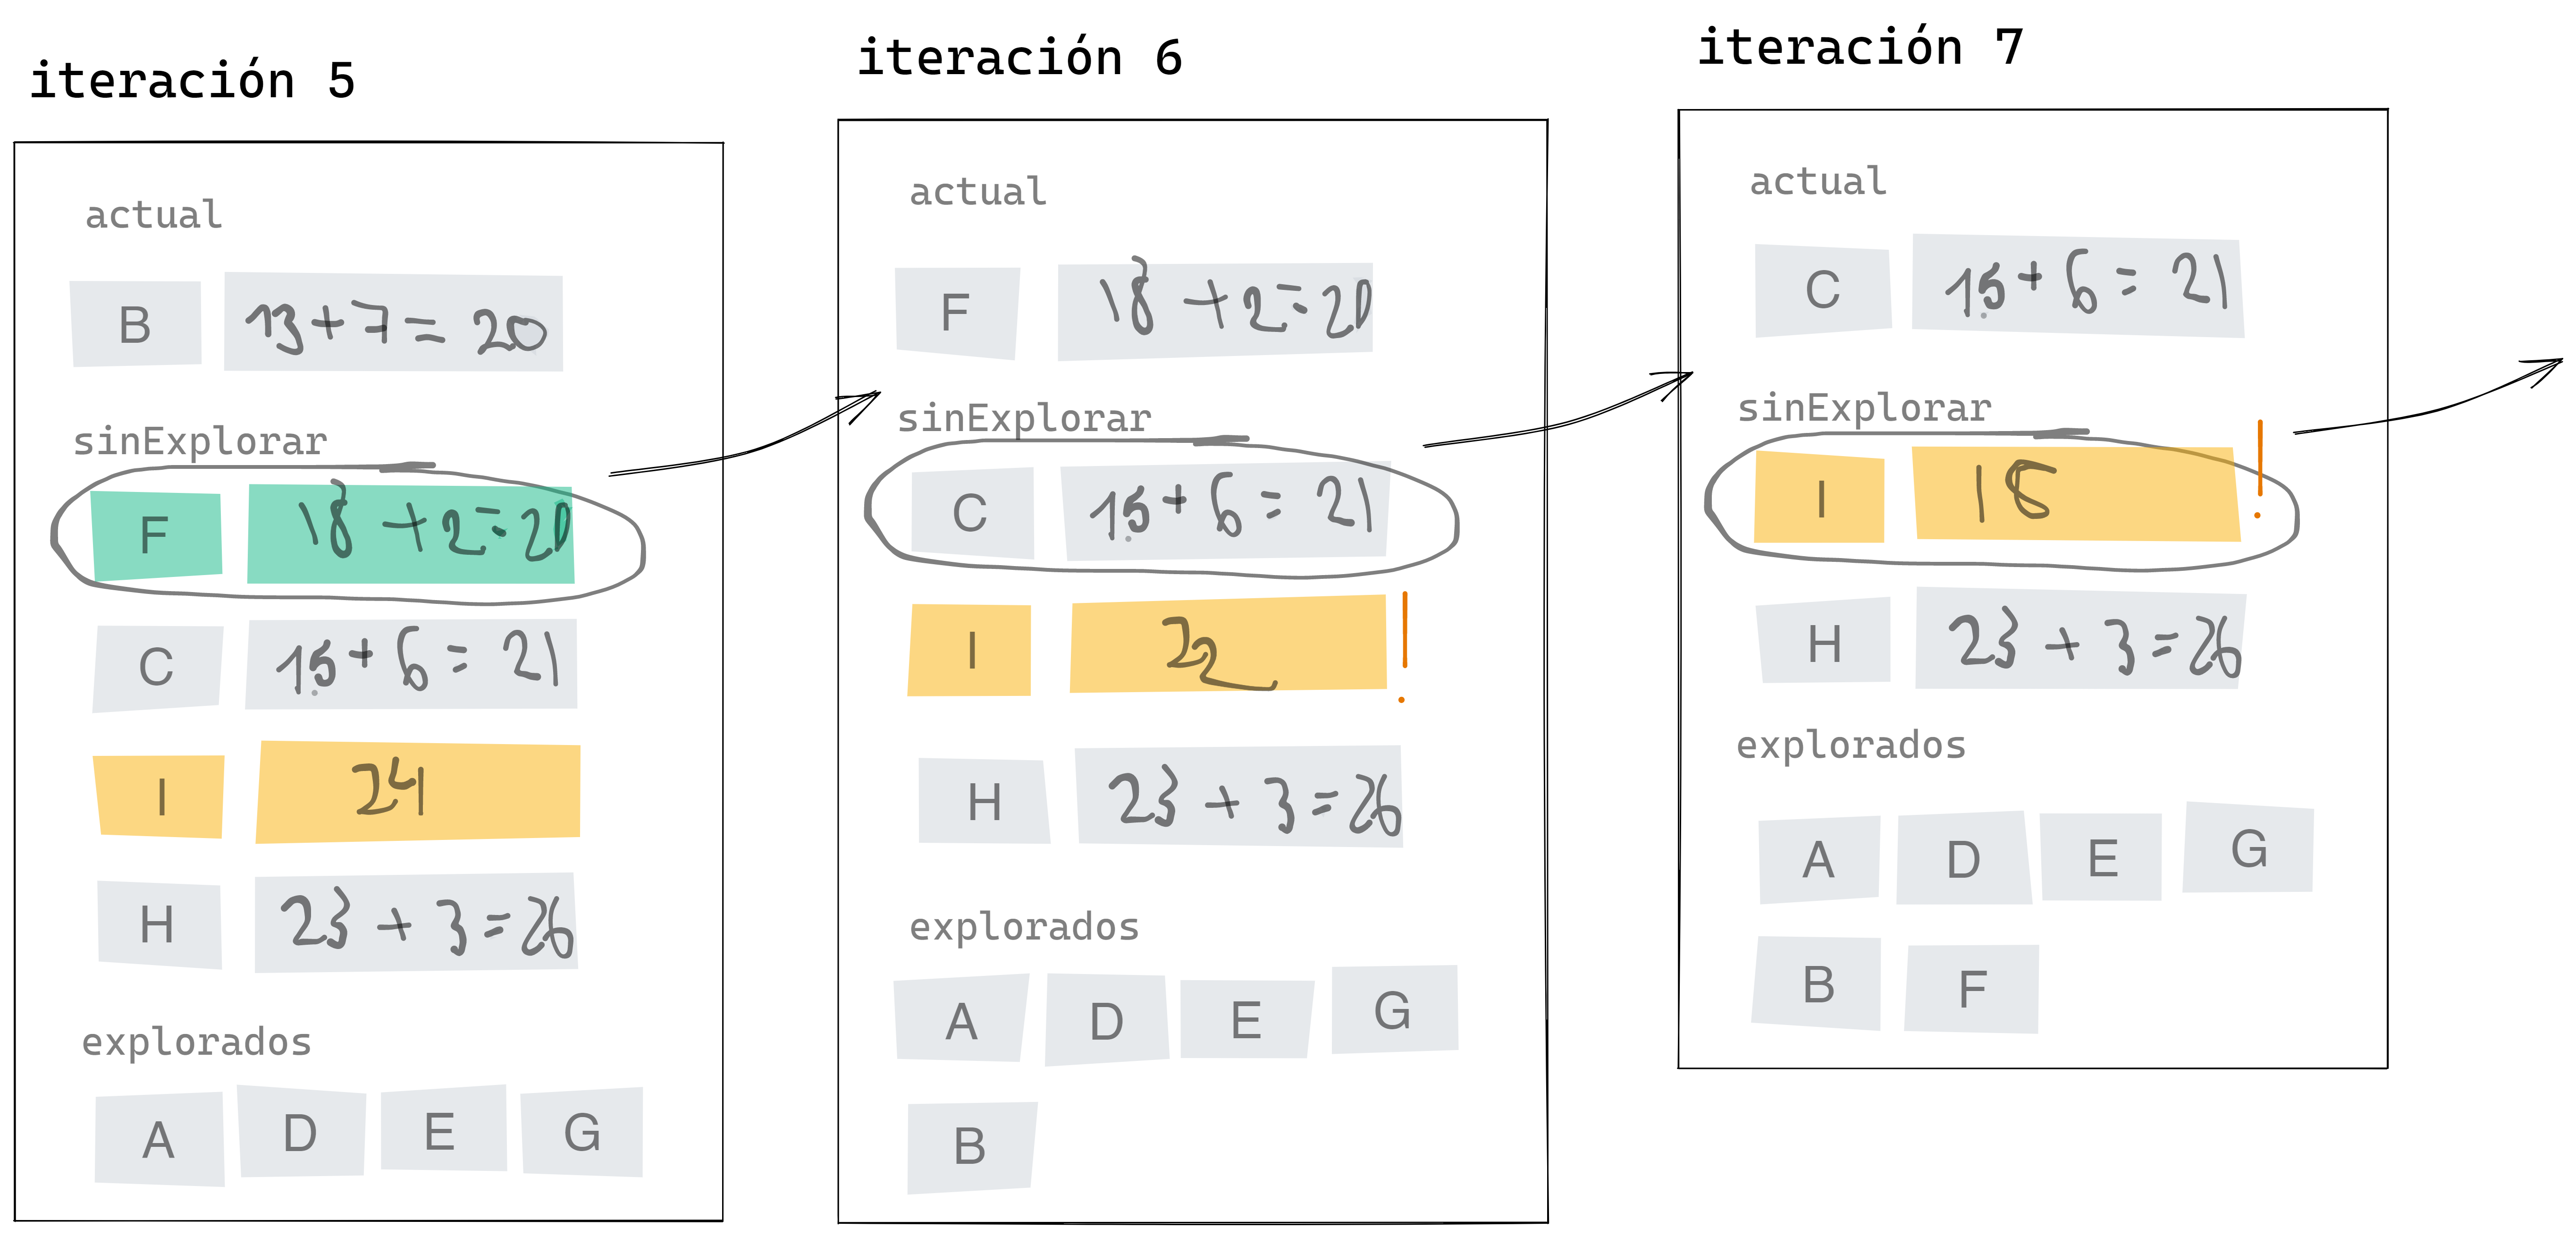 iteración 5
actual
B 13+7=20
sinExplorar
F 18+2=20
C 15+6=21
I 24
H 23+3=26
explorados
A D E G
iteración 6
actual
F 18+2=20
sinExplorar
C 15+6=21
I 22 !
H 23+3=26
explorados
A D E G
B
iteración 7
actual
C 15+6=21
sinExplorar
I 18 !
H 23+3=26
explorados
A D E G
B F